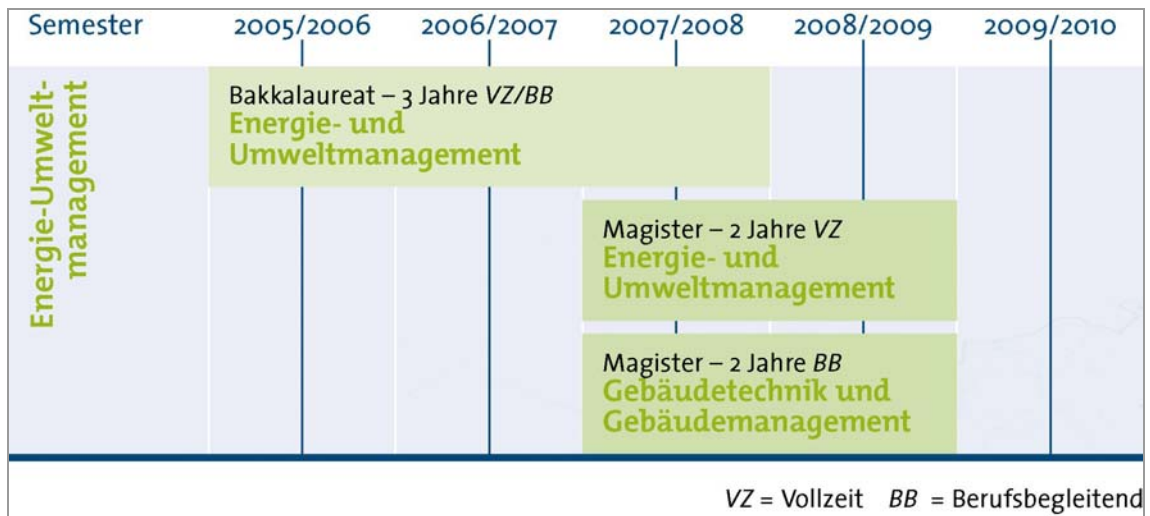 Semester 2005/2006 2006/2007 2007/2008 2008/2009 2009/2010
Energie-Umwelt-
management
Bakkalaureat – 3 Jahre VZ/BB
Energie- und
Umweltmanagement
Magister – 2 Jahre VZ
Energie- und
Umweltmanagement
Magister – 2 Jahre BB
Gebäudetechnik und
Gebäudemanagement
VZ = Vollzeit BB = Berufsbegleitend